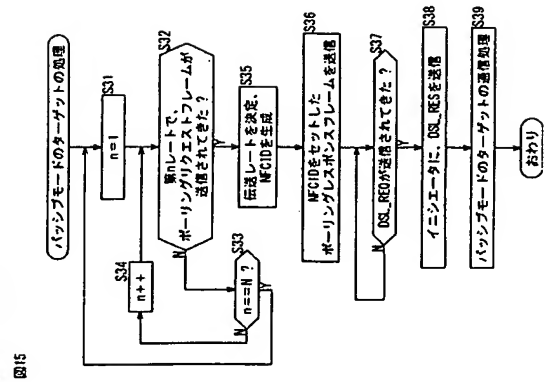 図15
パッシブモードのターゲットの処理
S31
n=1
S32
第nレートで、
ポーリングリクエストフレームが
送信されてきた?
N
Y
S33
n==N?
N
Y
S34
n++
S35
伝送レートを決定、
NFCIDを生成
S36
NFCIDをセットした
ポーリングレスポンスフレームを送信
S37
DSL_REQが送信されてきた?
N
Y
S38
イニシエータに、DSL_RESを送信
S39
パッシブモードのターゲットの通信処理
おわり